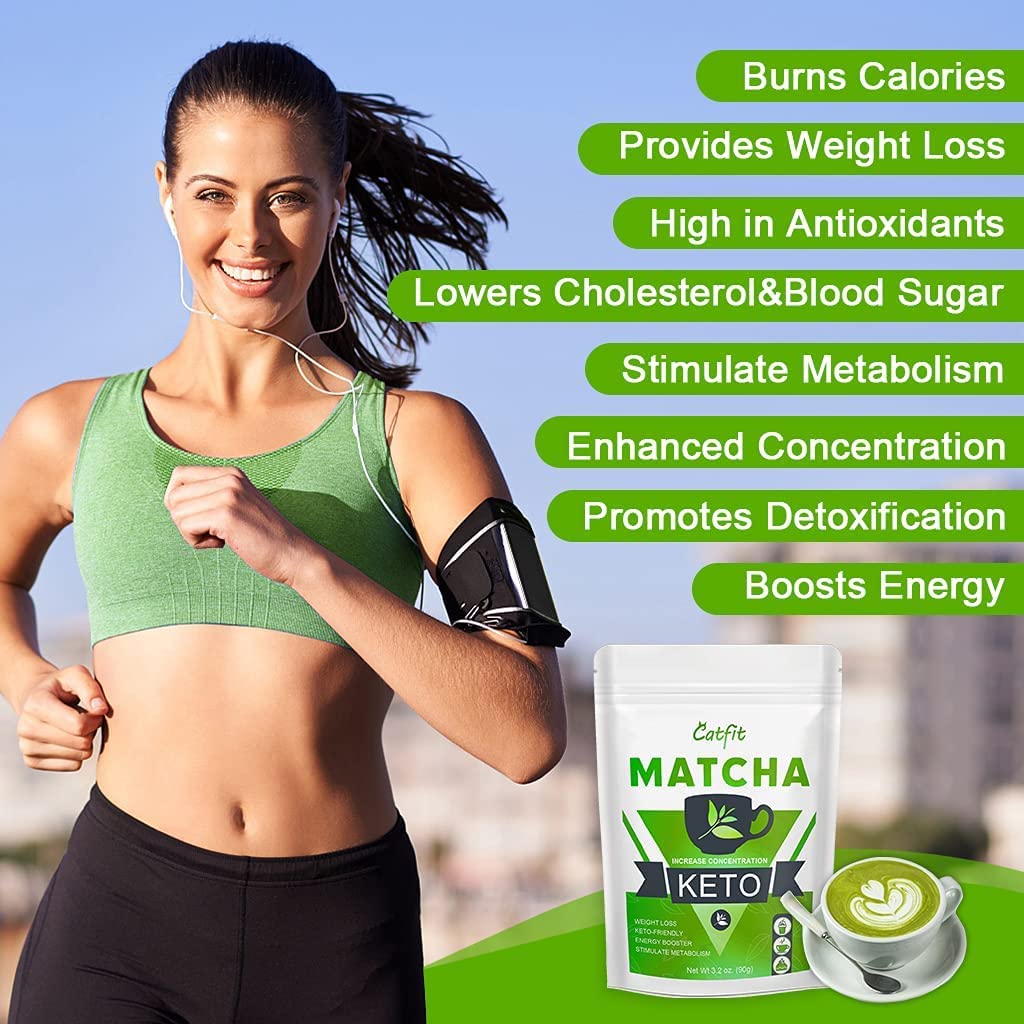 Burns Calories
Provides Weight Loss
High in Antioxidants
Lowers Cholesterol&Blood Sugar
Stimulate Metabolism
Enhanced Concentration
Promotes Detoxification
Boosts Energy
Catfit
MATCHA
INCREASE CONCENTRATION
KETO
WEIGHT LOSS
KETO-FRIENDLY
ENERGY BOOSTER
STIMULATE METABOLISM
Net Wt 3.2 oz. (90g)